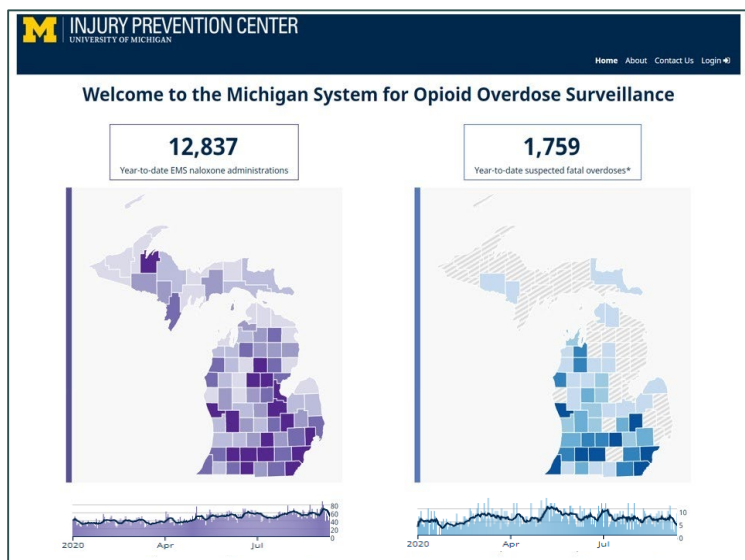 M INJURY PREVENTION CENTER
UNIVERSITY OF MICHIGAN
Home About Contact Us Login
Welcome to the Michigan System for Opioid Overdose Surveillance
12,837
Year-to-date EMS naloxone administrations
1,759
Year-to-date suspected fatal overdoses*
80
60
40
20
0
2020 Apr Jul
10
5
0
2020 Apr Jul